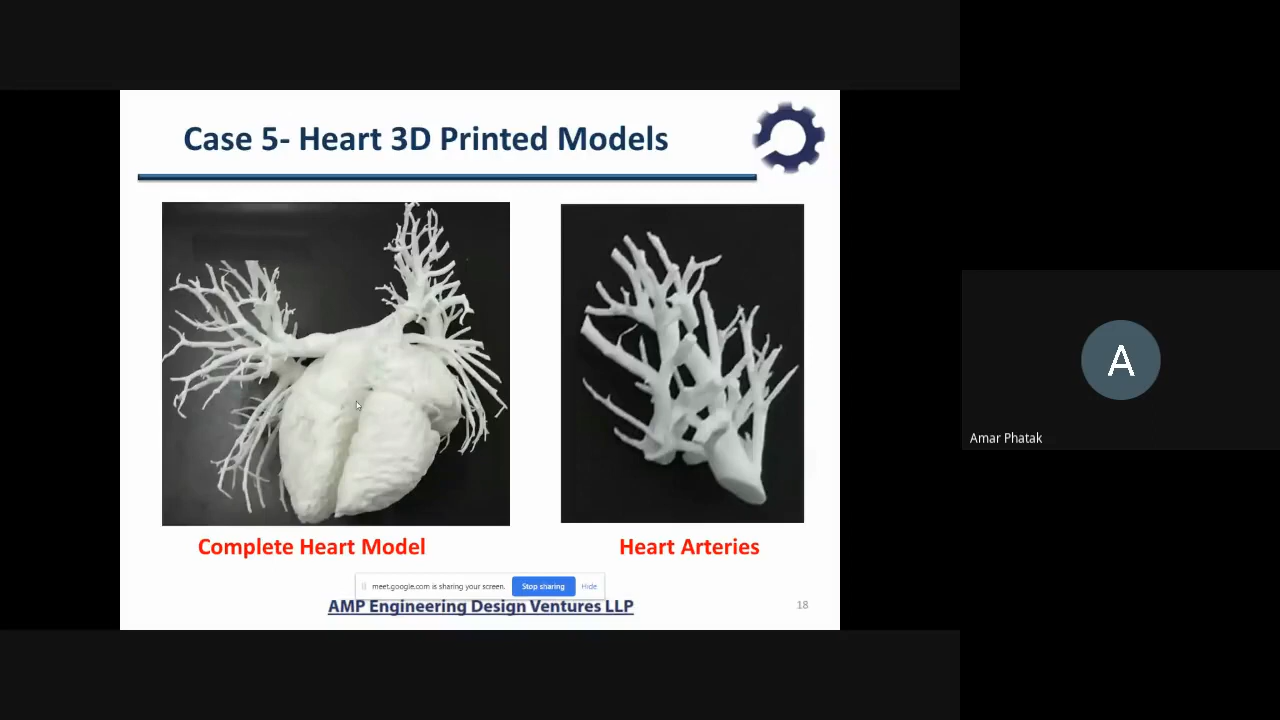 Case 5- Heart 3D Printed Models
Complete Heart Model
Heart Arteries
meet.google.com is sharing your screen.
Stop sharing
Hide
AMP Engineering Design Ventures LLP
18
A
Amar Phatak